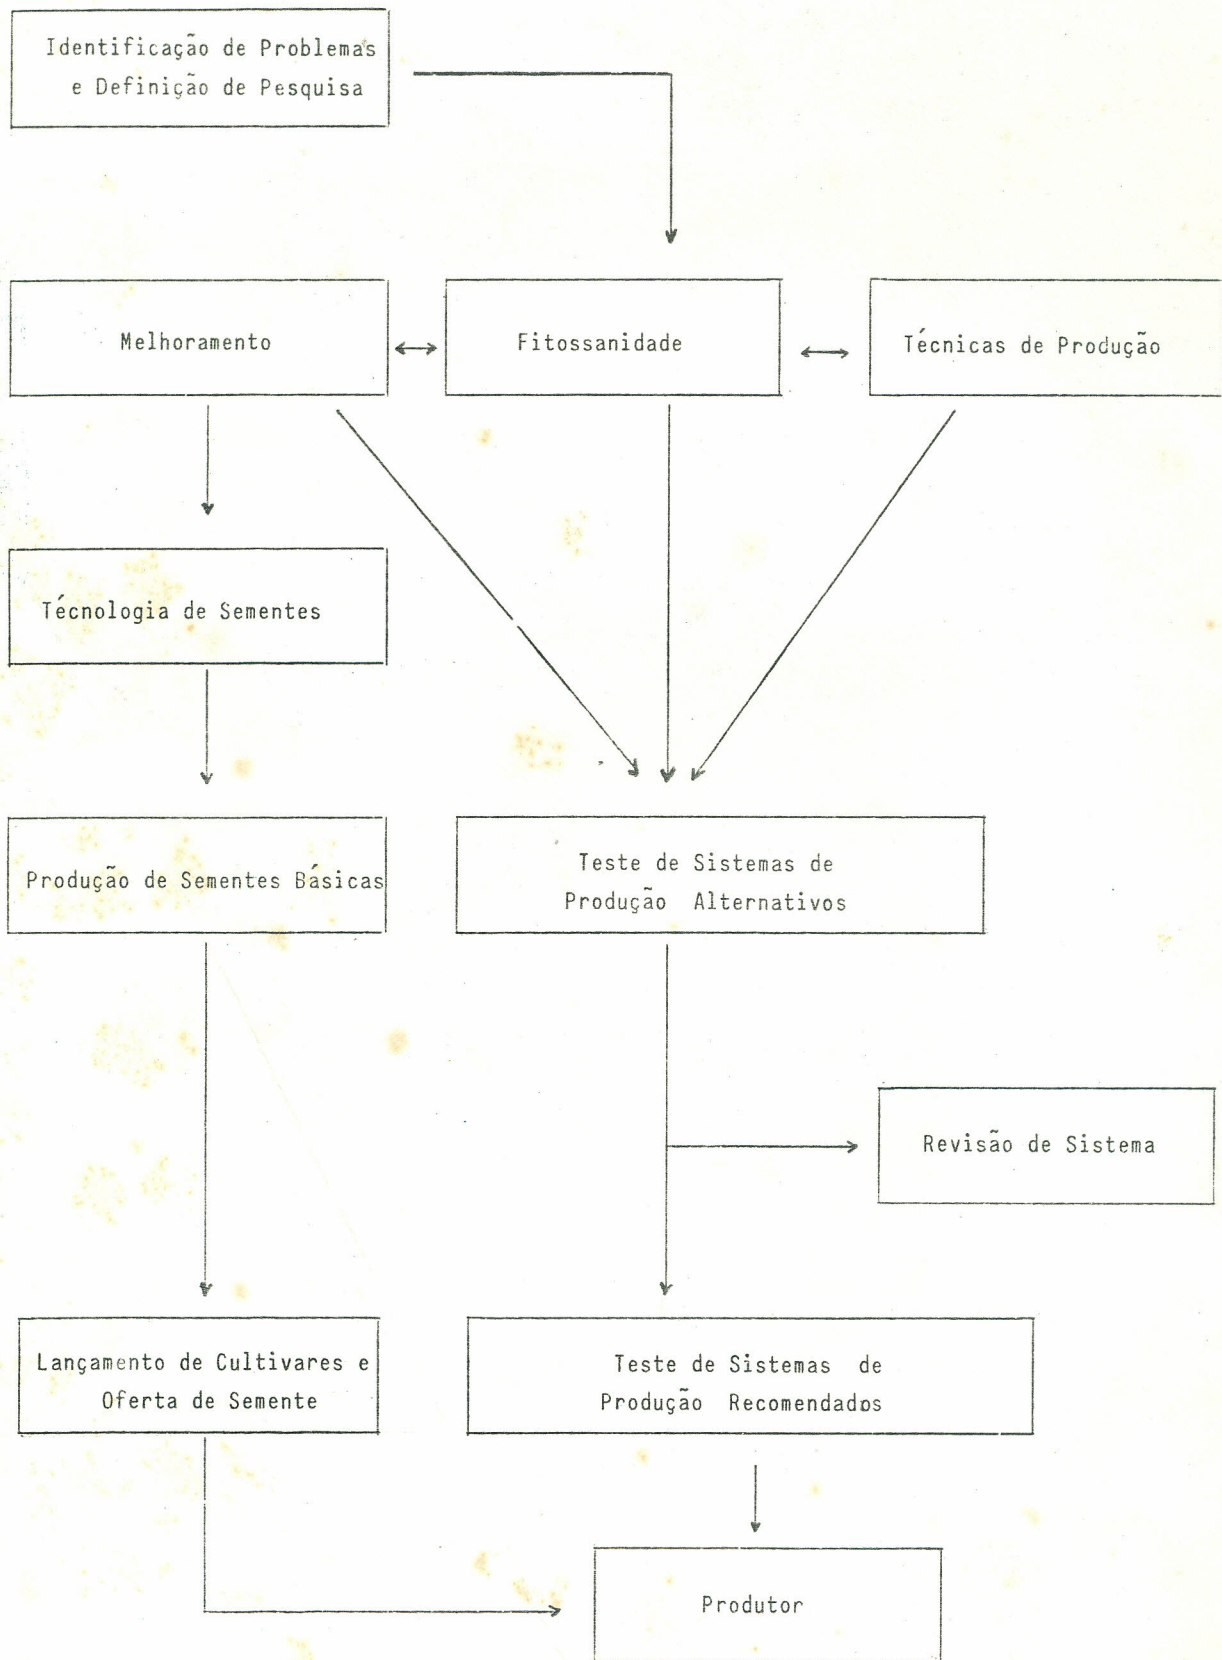 Identificação de Problemas
e Definição de Pesquisa
Melhoramento
Fitossanidade
Técnicas de Produção
Técnologia de Sementes
Produção de Sementes Básicas
Teste de Sistemas de
Produção Alternativos
Revisão de Sistema
Lançamento de Cultivares e
Oferta de Semente
Teste de Sistemas de
Produção Recomendados
Produtor